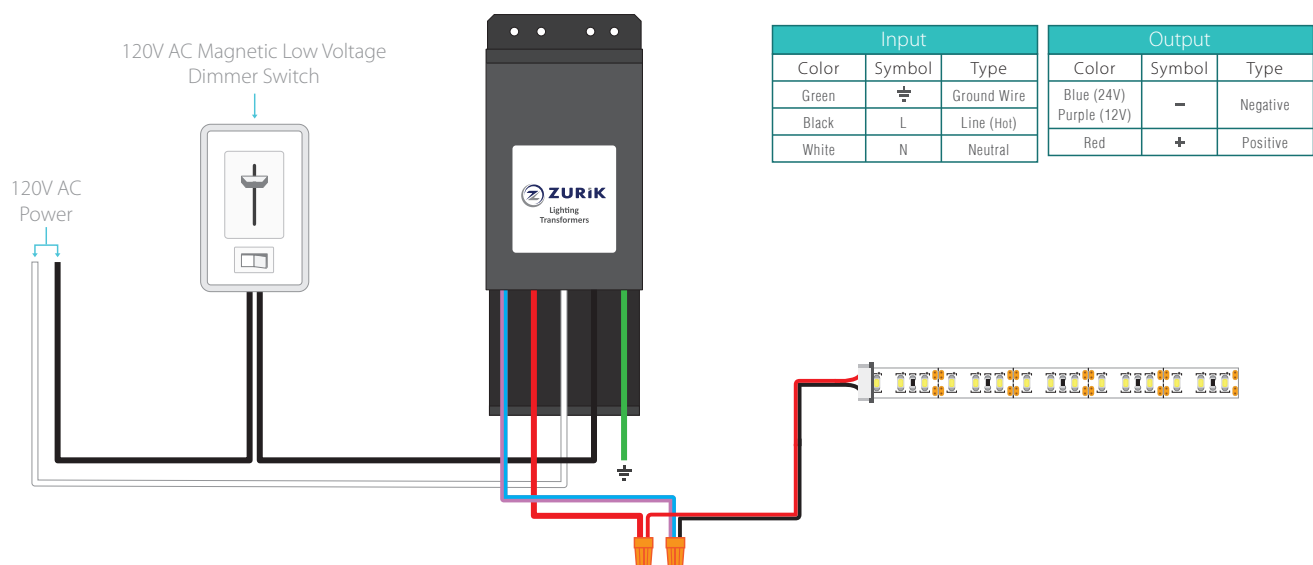 120V AC Magnetic Low Voltage
Dimmer Switch
120V AC
Power
ZURiK
Lighting
Transformers
Input
Color Symbol Type
Green Ground Wire
Black L Line (Hot)
White N Neutral
Output
Color Symbol Type
Blue (24V)
Purple (12V) − Negative
Red + Positive